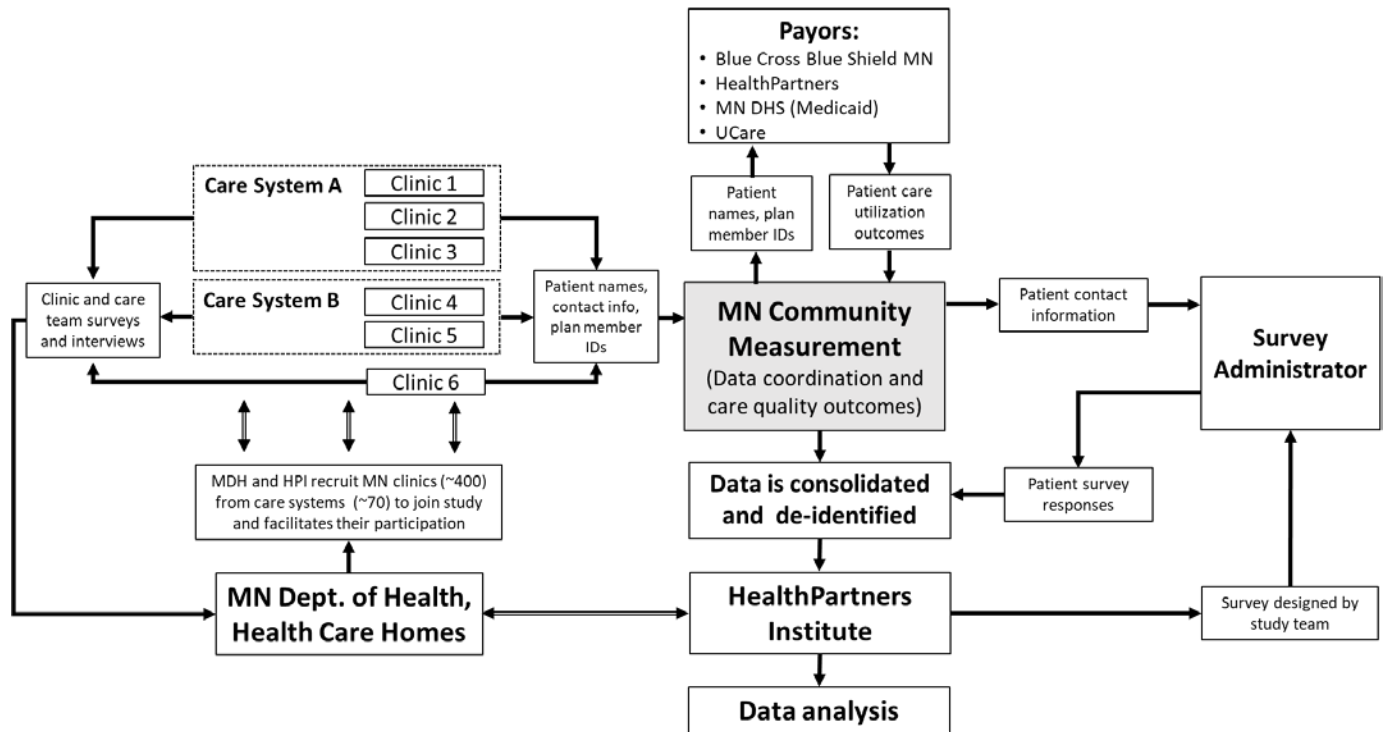 Payors:
• Blue Cross Blue Shield MN
• HealthPartners
• MN DHS (Medicaid)
• UCare
Patient
names, plan
member IDs
Patient care
utilization
outcomes
Care System A
Clinic 1
Clinic 2
Clinic 3
Care System B
Clinic 4
Clinic 5
Clinic 6
Clinic and care
team surveys
and interviews
Patient names,
contact info,
plan member
IDs
MN Community
Measurement
(Data coordination and
care quality outcomes)
Patient contact
information
Survey
Administrator
MDH and HPI recruit MN clinics (~400)
from care systems (~70) to join study
and facilitates their participation
Data is consolidated
and de-identified
Patient survey
responses
MN Dept. of Health,
Health Care Homes
HealthPartners
Institute
Survey designed by
study team
Data analysis